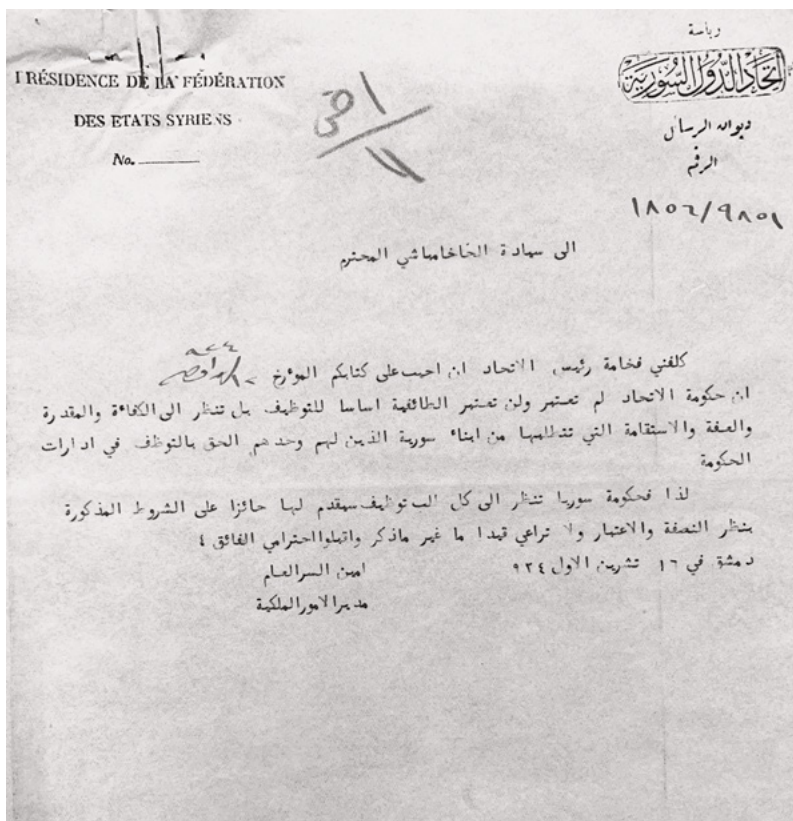 PRÉSIDENCE DE LA FÉDÉRATION
DES ETATS SYRIENS
No.
رياسة
اتحاد الدول السورية
ديوان الرسائل
الرقم
١٨٥٦/٩٨٥١
الى سعادة الحاخامباشي المحترم
كلفني فخامة رئيس الاتحاد ان اجيب على كتابكم المؤرخ
ان حكومة الاتحاد لم تعتبر ولن تعتبر الطائفية اساسا للتوظيف بل تنظر الى الكفاءة والمقدرة
والعفة والاستقامة التي تتطلبها من ابناء سورية الذين لهم وحدهم الحق بالتوظف في ادارات
الحكومة
لذا فحكومة سوريا تنظر الى كل طلب توظيف سيقدم لها حائزا على الشروط المذكورة
بنظر النصفة والاعتبار ولا تراعي قيدا ما غير ماذكر واقبلوا احترامي الفائق
دمشق في ١٦ تشرين الاول ٩٢٤
امين السر العام
مدير الامور الملكية